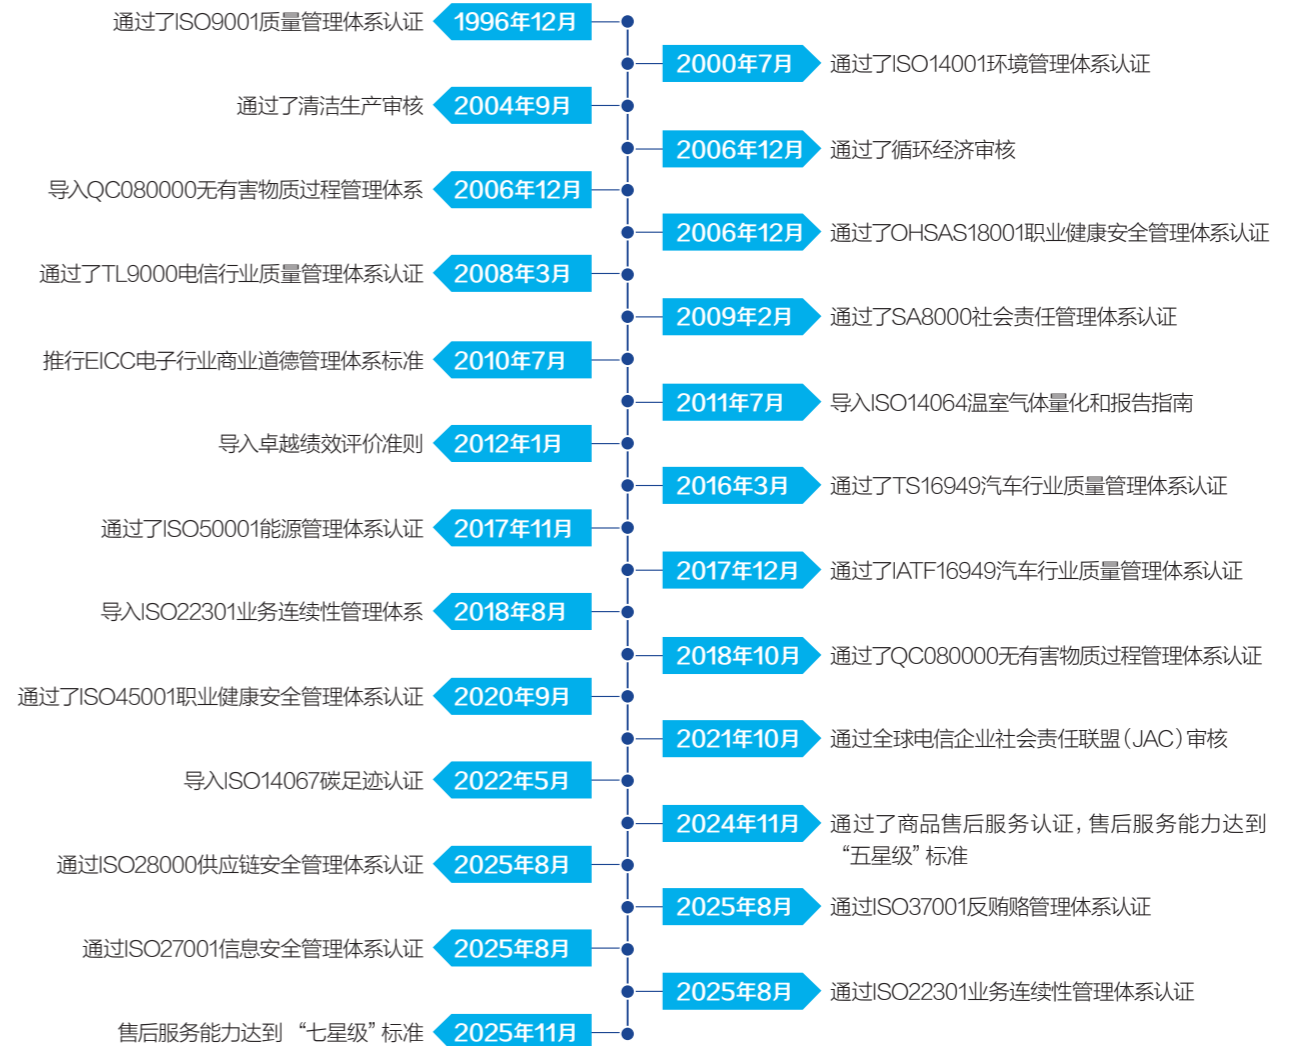 通过了ISO9001质量管理体系认证 1996年12月
2000年7月 通过了ISO14001环境管理体系认证
通过了清洁生产审核 2004年9月
2006年12月 通过了循环经济审核
导入QC080000无有害物质过程管理体系 2006年12月
2006年12月 通过了OHSAS18001职业健康安全管理体系认证
通过了TL9000电信行业质量管理体系认证 2008年3月
2009年2月 通过了SA8000社会责任管理体系认证
推行EICC电子行业商业道德管理体系标准 2010年7月
2011年7月 导入ISO14064温室气体量化和报告指南
导入卓越绩效评价准则 2012年1月
2016年3月 通过了TS16949汽车行业质量管理体系认证
通过了ISO50001能源管理体系认证 2017年11月
2017年12月 通过了IATF16949汽车行业质量管理体系认证
导入ISO22301业务连续性管理体系 2018年8月
2018年10月 通过了QC080000无有害物质过程管理体系认证
通过了ISO45001职业健康安全管理体系认证 2020年9月
2021年10月 通过全球电信企业社会责任联盟（JAC）审核
导入ISO14067碳足迹认证 2022年5月
2024年11月 通过了商品售后服务认证，售后服务能力达到
“五星级”标准
通过ISO28000供应链安全管理体系认证 2025年8月
2025年8月 通过ISO37001反贿赂管理体系认证
通过ISO27001信息安全管理体系认证 2025年8月
2025年8月 通过ISO22301业务连续性管理体系认证
售后服务能力达到 “七星级”标准 2025年11月